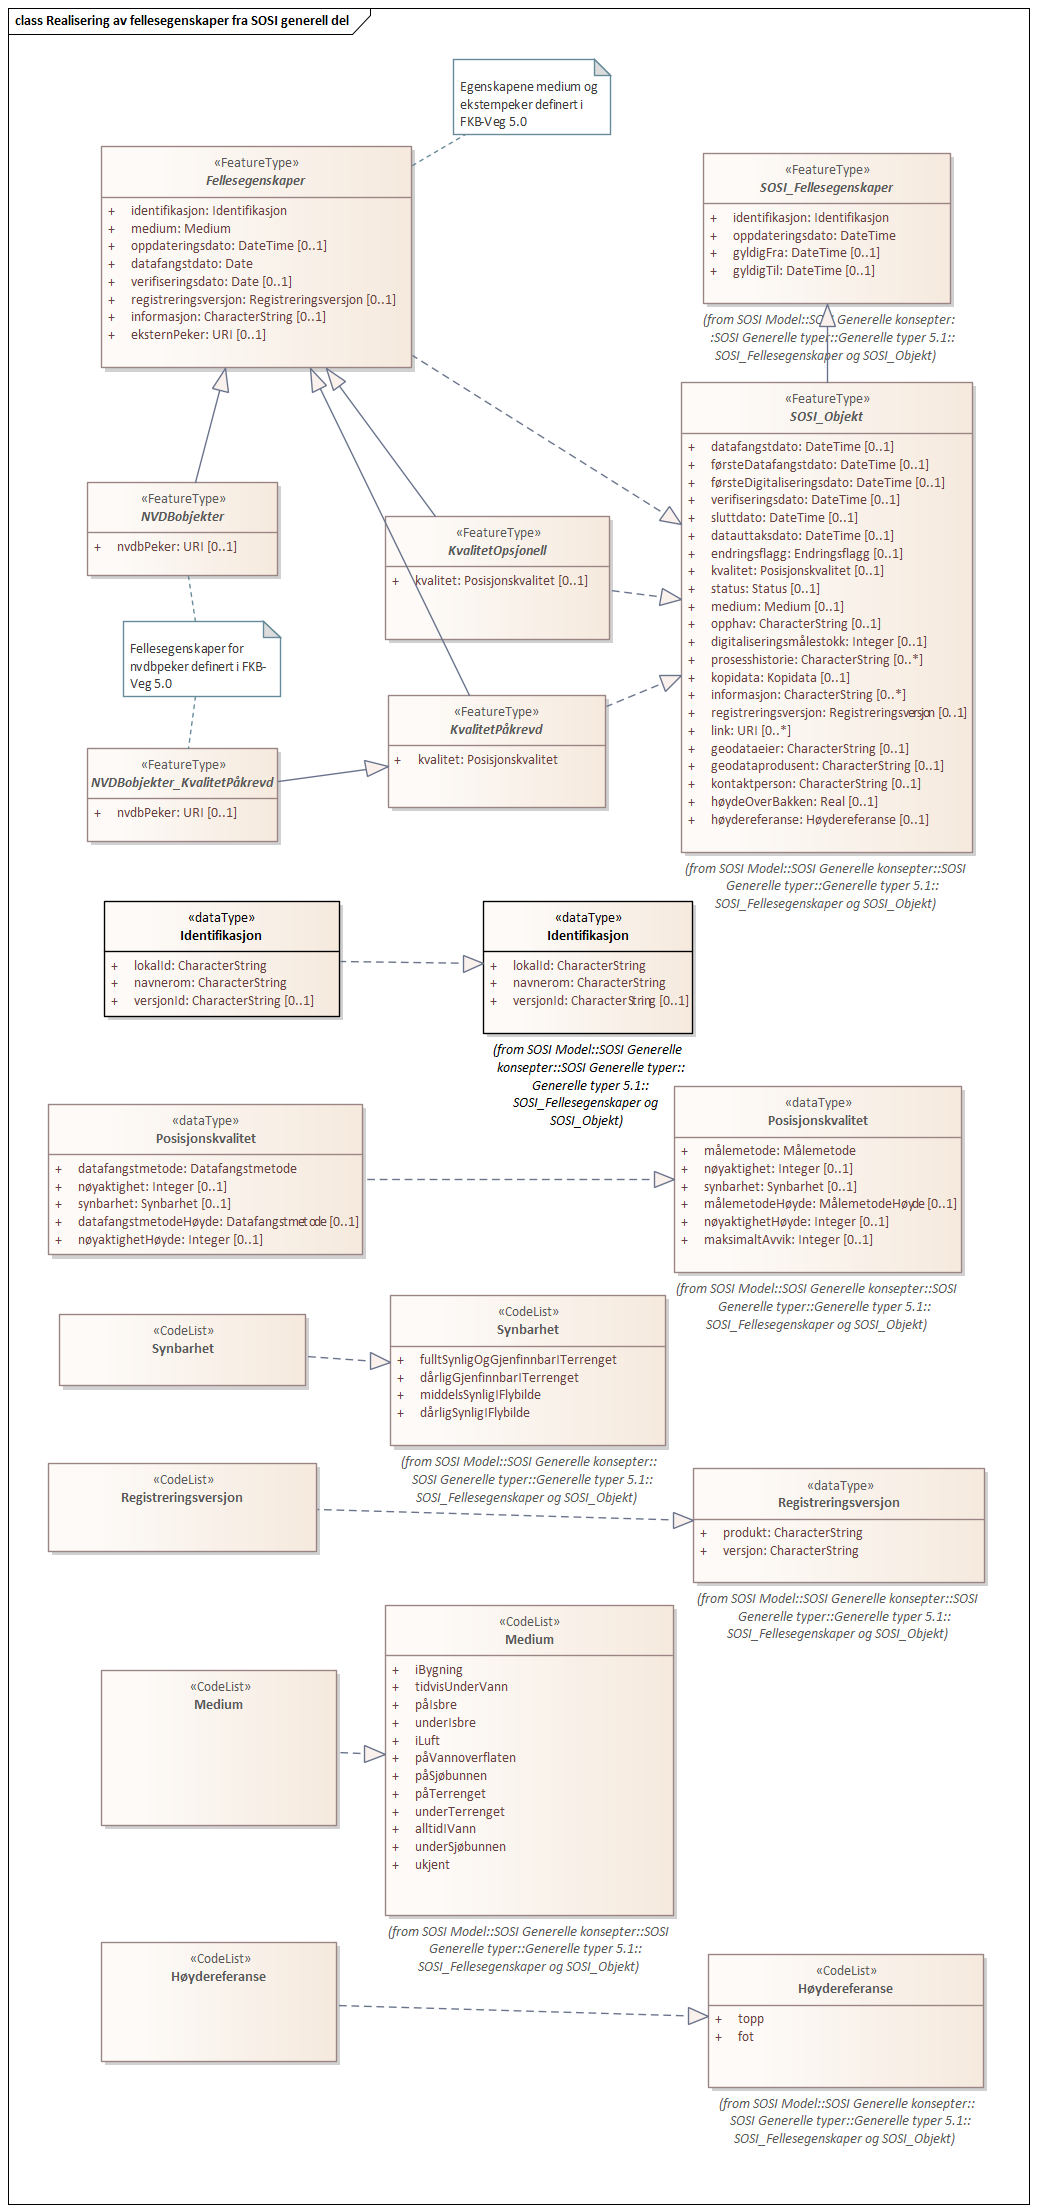 class Realisering av fellesegenskaper fra SOSI generell del
Egenskapene medium og
eksternpeker definert i
FKB-Veg 5.0
«FeatureType»
Fellesegenskaper
+ identifikasjon: Identifikasjon
+ medium: Medium
+ oppdateringsdato: DateTime [0..1]
+ datafangstdato: Date
+ verifiseringsdato: Date [0..1]
+ registreringsversjon: Registreringsversjon [0..1]
+ informasjon: CharacterString [0..1]
+ eksternPeker: URI [0..1]
«FeatureType»
SOSI_Fellesegenskaper
+ identifikasjon: Identifikasjon
+ oppdateringsdato: DateTime
+ gyldigFra: DateTime [0..1]
+ gyldigTil: DateTime [0..1]
(from SOSI Model::SOSI Generelle konsepter:
:SOSI Generelle typer::Generelle typer 5.1::
SOSI_Fellesegenskaper og SOSI_Objekt)
«FeatureType»
SOSI_Objekt
+ datafangstdato: DateTime [0..1]
+ førsteDatafangstdato: DateTime [0..1]
+ førsteDigitaliseringsdato: DateTime [0..1]
+ verifiseringsdato: DateTime [0..1]
+ sluttdato: DateTime [0..1]
+ datauttaksdato: DateTime [0..1]
+ endringsflagg: Endringsflagg [0..1]
+ kvalitet: Posisjonskvalitet [0..1]
+ status: Status [0..1]
+ medium: Medium [0..1]
+ opphav: CharacterString [0..1]
+ digitaliseringsmålestokk: Integer [0..1]
+ prosesshistorie: CharacterString [0..*]
+ kopidata: Kopidata [0..1]
+ informasjon: CharacterString [0..*]
+ registreringsversjon: Registreringsversjon [0..1]
+ link: URI [0..*]
+ geodataeier: CharacterString [0..1]
+ geodataprodusent: CharacterString [0..1]
+ kontaktperson: CharacterString [0..1]
+ høydeOverBakken: Real [0..1]
+ høydereferanse: Høydereferanse [0..1]
(from SOSI Model::SOSI Generelle konsepter::SOSI
Generelle typer::Generelle typer 5.1::
SOSI_Fellesegenskaper og SOSI_Objekt)
«FeatureType»
NVDBobjekter
+ nvdbPeker: URI [0..1]
«FeatureType»
KvalitetOpsjonell
+ kvalitet: Posisjonskvalitet [0..1]
Fellesegenskaper for
nvdbpeker definert i FKB-
Veg 5.0
«FeatureType»
KvalitetPåkrevd
+ kvalitet: Posisjonskvalitet
«FeatureType»
NVDBobjekter_KvalitetPåkrevd
+ nvdbPeker: URI [0..1]
«dataType»
Identifikasjon
+ lokalId: CharacterString
+ navnerom: CharacterString
+ versjonId: CharacterString [0..1]
«dataType»
Identifikasjon
+ lokalId: CharacterString
+ navnerom: CharacterString
+ versjonId: CharacterString [0..1]
(from SOSI Model::SOSI Generelle
konsepter::SOSI Generelle typer::
Generelle typer 5.1::
SOSI_Fellesegenskaper og
SOSI_Objekt)
«dataType»
Posisjonskvalitet
+ datafangstmetode: Datafangstmetode
+ nøyaktighet: Integer [0..1]
+ synbarhet: Synbarhet [0..1]
+ datafangstmetodeHøyde: Datafangstmetode [0..1]
+ nøyaktighetHøyde: Integer [0..1]
«dataType»
Posisjonskvalitet
+ målemetode: Målemetode
+ nøyaktighet: Integer [0..1]
+ synbarhet: Synbarhet [0..1]
+ målemetodeHøyde: MålemetodeHøyde [0..1]
+ nøyaktighetHøyde: Integer [0..1]
+ maksimaltAvvik: Integer [0..1]
(from SOSI Model::SOSI Generelle konsepter::SOSI
Generelle typer::Generelle typer 5.1::
SOSI_Fellesegenskaper og SOSI_Objekt)
«CodeList»
Synbarhet
«CodeList»
Synbarhet
+ fulltSynligOgGjenfinnbarITerrenget
+ dårligGjenfinnbarITerrenget
+ middelsSynligIFlybilde
+ dårligSynligIFlybilde
(from SOSI Model::SOSI Generelle konsepter::
SOSI Generelle typer::Generelle typer 5.1::
SOSI_Fellesegenskaper og SOSI_Objekt)
«CodeList»
Registreringsversjon
«dataType»
Registreringsversjon
+ produkt: CharacterString
+ versjon: CharacterString
(from SOSI Model::SOSI Generelle konsepter::SOSI
Generelle typer::Generelle typer 5.1::
SOSI_Fellesegenskaper og SOSI_Objekt)
«CodeList»
Medium
«CodeList»
Medium
+ iBygning
+ tidvisUnderVann
+ påIsbre
+ underIsbre
+ iLuft
+ påVannoverflaten
+ påSjøbunnen
+ påTerrenget
+ underTerrenget
+ alltidIVann
+ underSjøbunnen
+ ukjent
(from SOSI Model::SOSI Generelle konsepter::SOSI
Generelle typer::Generelle typer 5.1::
SOSI_Fellesegenskaper og SOSI_Objekt)
«CodeList»
Høydereferanse
«CodeList»
Høydereferanse
+ topp
+ fot
(from SOSI Model::SOSI Generelle konsepter::
SOSI Generelle typer::Generelle typer 5.1::
SOSI_Fellesegenskaper og SOSI_Objekt)